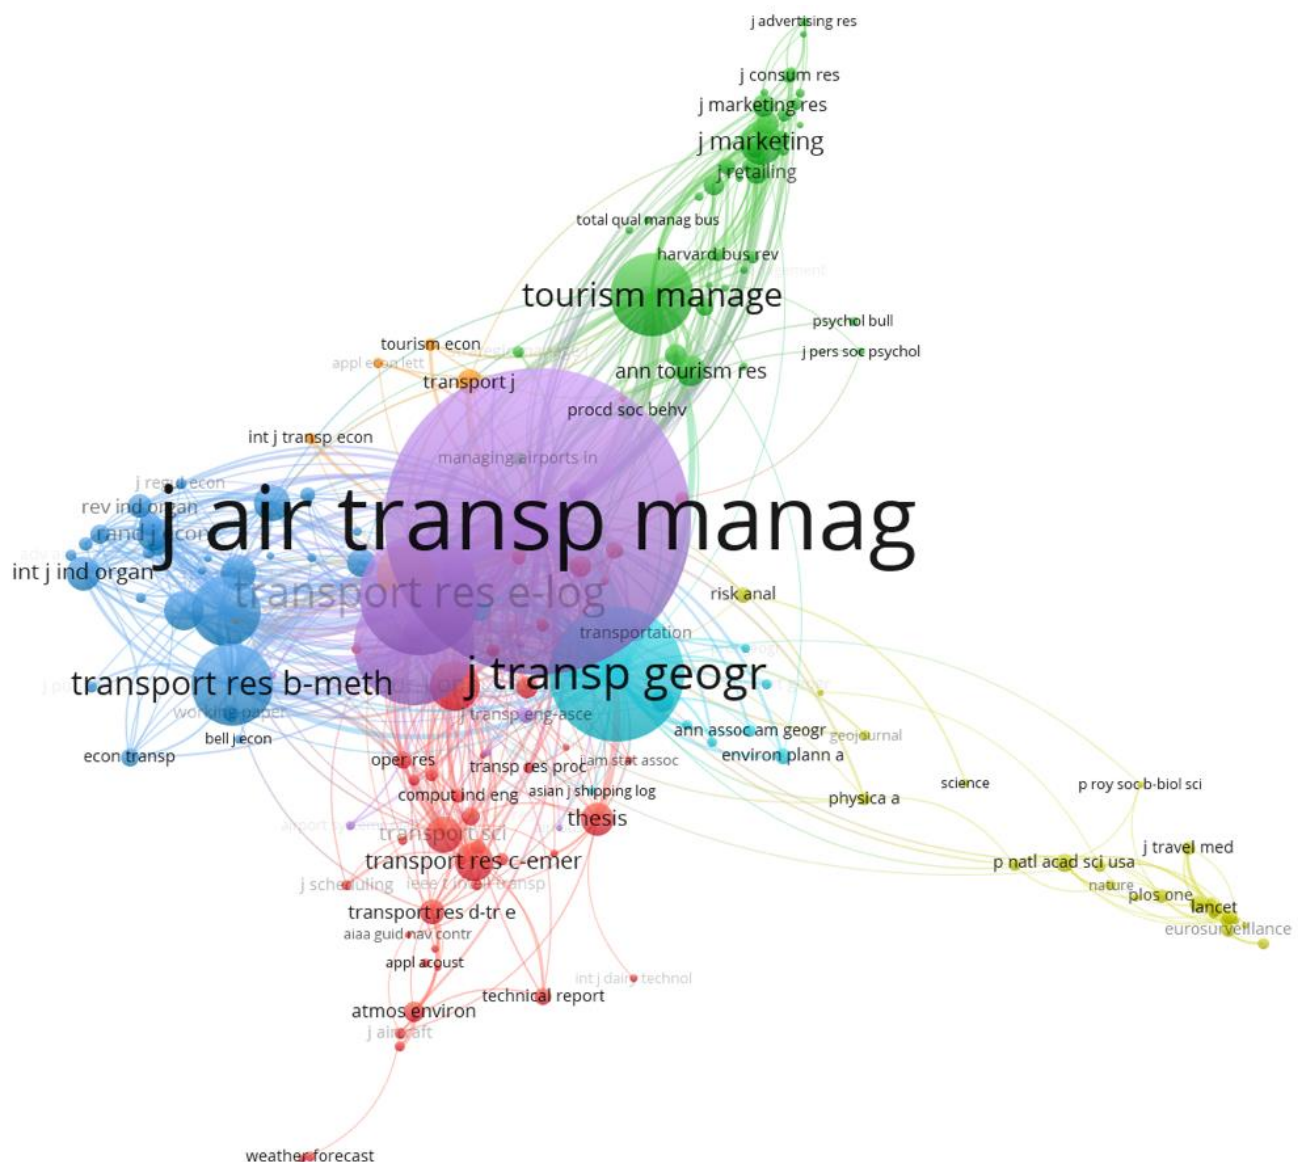 j advertising res
j consum res
j marketing res
j marketing
j retailing
total qual manag bus
harvard bus rev
tourism manage
psychol bull
tourism econ
j pers soc psychol
appl econ lett
ann tourism res
transport j
procd soc behv
int j transp econ
managing airports in
j regul econ
rev ind organ
j air transp manag
rand j econ
int j ind organ
transport res e-log
risk anal
transportation
j transp geogr
transport res b-meth
working paper
j transp eng-asce
ann assoc am geogr
geojournal
bell j econ
econ transp
environ plann a
oper res
transp res proc
j am stat assoc
science
p roy soc b-biol sci
asian j shipping log
comput ind eng
physica a
thesis
transport sci
j travel med
transport res c-emer
p natl acad sci usa
j scheduling
ieee t intell transp
nature
plos one
lancet
transport res d-tr e
eurosurveillance
aiaa guid nav contr
appl acoust
int j dairy technol
technical report
atmos environ
j aircraft
weather forecast